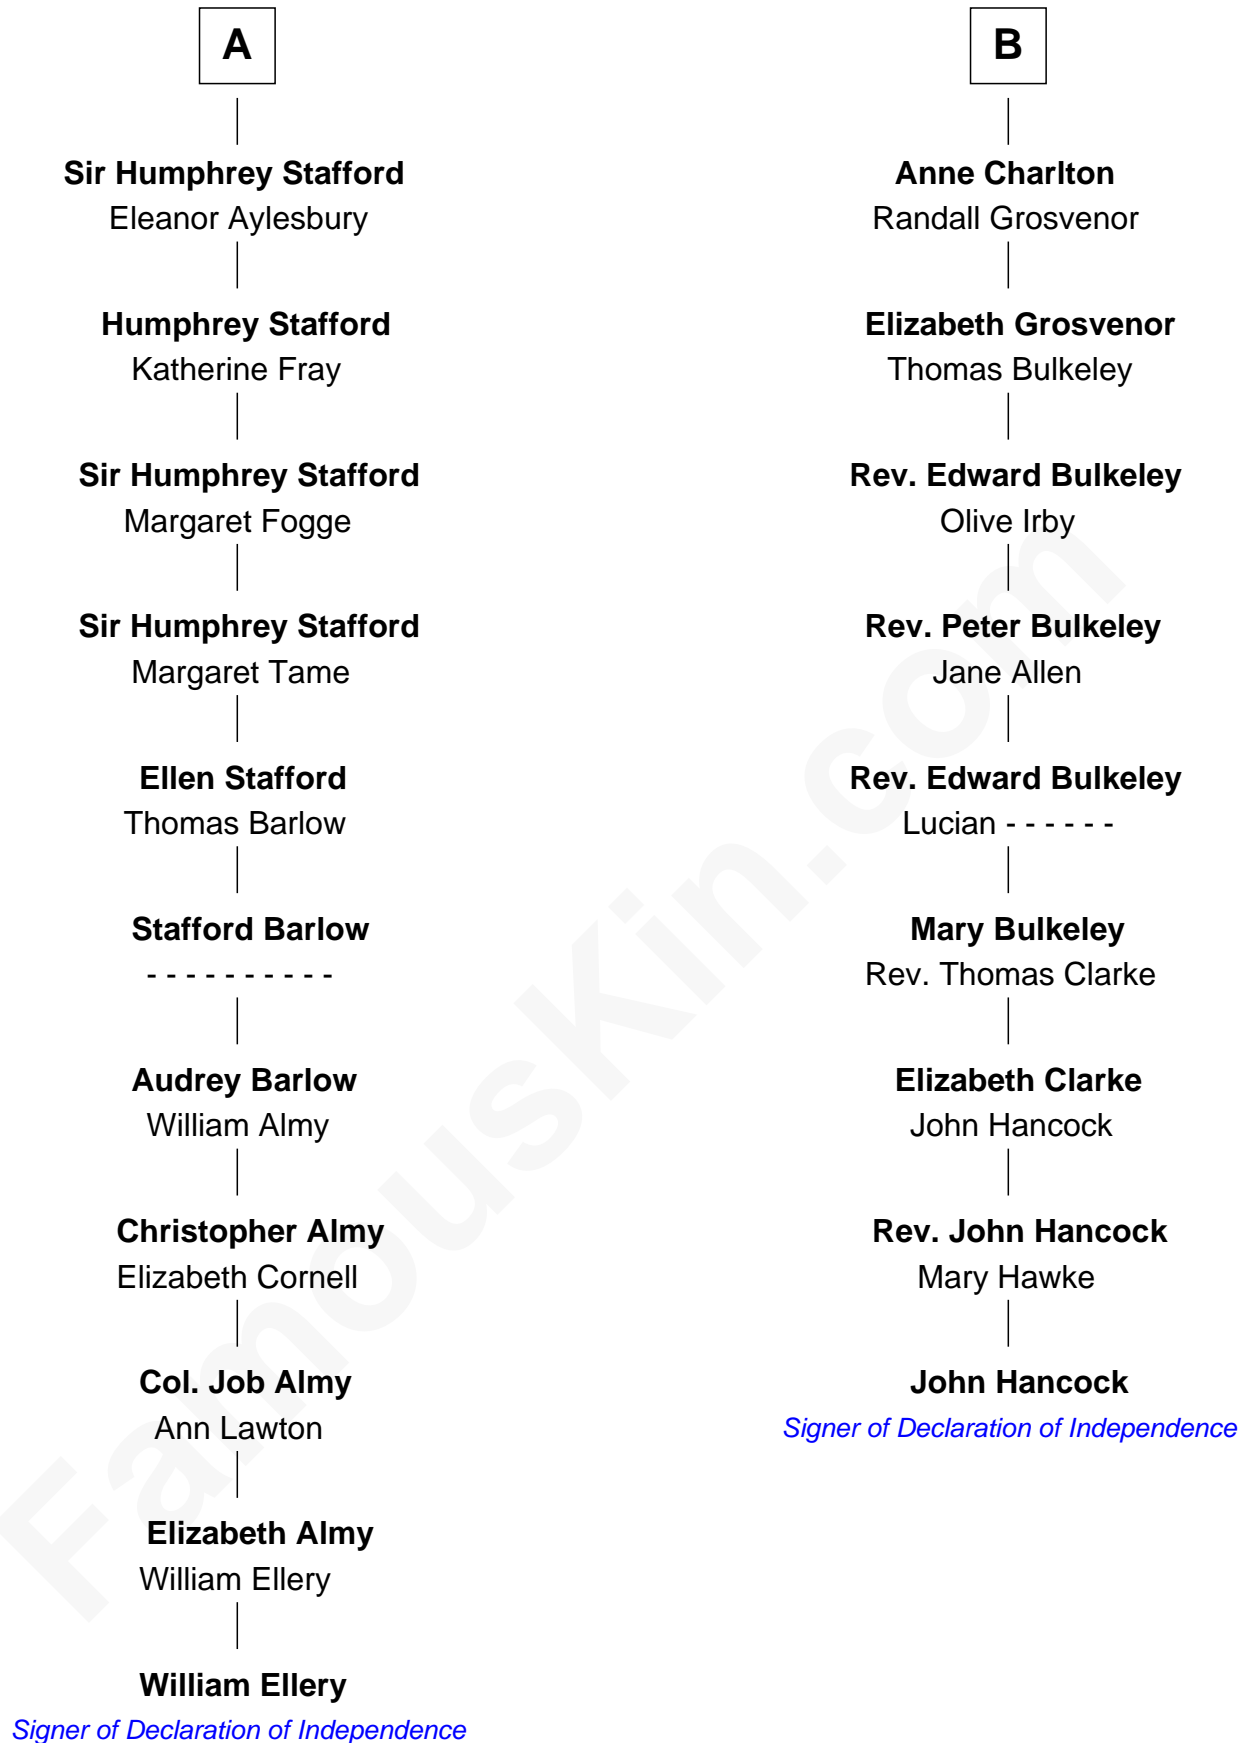 A
Sir Humphrey Stafford
Eleanor Aylesbury
Humphrey Stafford
Katherine Fray
Sir Humphrey Stafford
Margaret Fogge
Sir Humphrey Stafford
Margaret Tame
Ellen Stafford
Thomas Barlow
Stafford Barlow
- - - - - - - - - -
Audrey Barlow
William Almy
Christopher Almy
Elizabeth Cornell
Col. Job Almy
Ann Lawton
Elizabeth Almy
William Ellery
William Ellery
Signer of Declaration of Independence
B
Anne Charlton
Randall Grosvenor
Elizabeth Grosvenor
Thomas Bulkeley
Rev. Edward Bulkeley
Olive Irby
Rev. Peter Bulkeley
Jane Allen
Rev. Edward Bulkeley
Lucian - - - - - -
Mary Bulkeley
Rev. Thomas Clarke
Elizabeth Clarke
John Hancock
Rev. John Hancock
Mary Hawke
John Hancock
Signer of Declaration of Independence
FamousKin.com